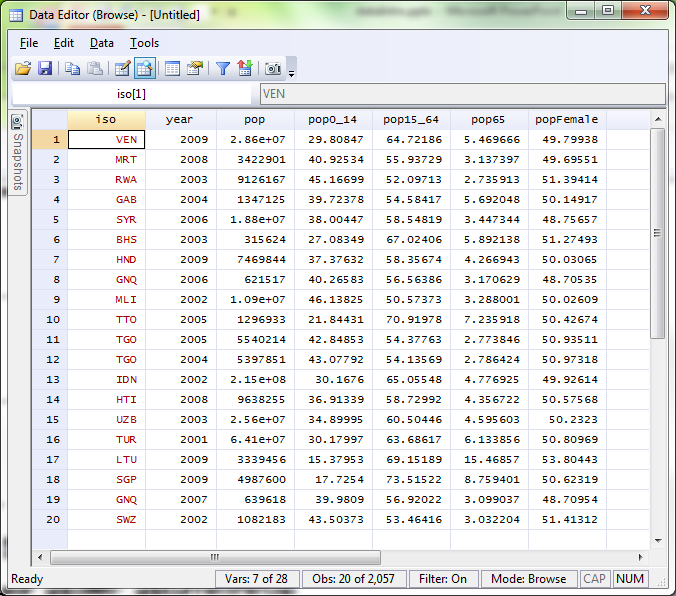 Data Editor (Browse) - [Untitled]
File Edit Data Tools
iso[1] VEN
Snapshots
iso year pop pop0_14 pop15_64 pop65 popFemale
1 VEN 2009 2.86e+07 29.80847 64.72186 5.469666 49.79938
2 MRT 2008 3422901 40.92534 55.93729 3.137397 49.69551
3 RWA 2003 9126167 45.16699 52.09713 2.735913 51.39414
4 GAB 2004 1347125 39.72378 54.58417 5.692048 50.14917
5 SYR 2006 1.88e+07 38.00447 58.54819 3.447344 48.75657
6 BHS 2003 315624 27.08349 67.02406 5.892138 51.27493
7 HND 2009 7469844 37.37632 58.35674 4.266943 50.03065
8 GNQ 2006 621517 40.26583 56.56386 3.170629 48.70535
9 MLI 2002 1.09e+07 46.13825 50.57373 3.288001 50.02609
10 TTO 2005 1296933 21.84431 70.91978 7.235918 50.42674
11 TGO 2005 5540214 42.84853 54.37763 2.773846 50.93511
12 TGO 2004 5397851 43.07792 54.13569 2.786424 50.97318
13 IDN 2002 2.15e+08 30.1676 65.05548 4.776925 49.92614
14 HTI 2008 9638255 36.91339 58.72992 4.356722 50.57568
15 UZB 2003 2.56e+07 34.89995 60.50446 4.595603 50.2323
16 TUR 2001 6.41e+07 30.17997 63.68617 6.133856 50.80969
17 LTU 2009 3339456 15.37953 69.15189 15.46857 53.80443
18 SGP 2009 4987600 17.7254 73.51522 8.759401 50.62319
19 GNQ 2007 639618 39.9809 56.92022 3.099037 48.70954
20 SWZ 2002 1082183 43.50373 53.46416 3.032204 51.41312
Ready Vars: 7 of 28 Obs: 20 of 2,057 Filter: On Mode: Browse CAP NUM